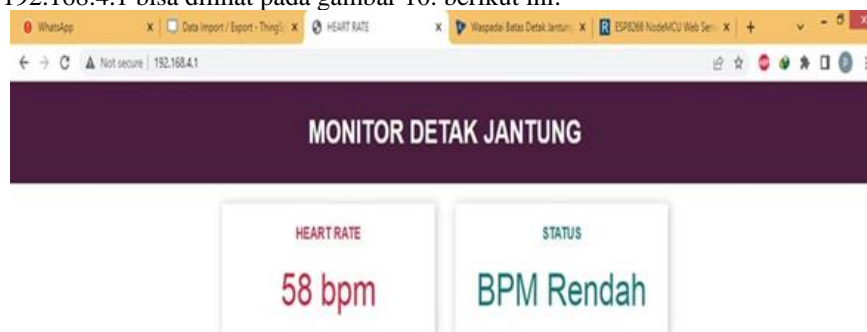 192.168.4.1 bisa dilihat pada gambar 10. berikut ini:
WhatsApp
Data Import / Export - ThingS
HEART RATE
Waspadai Batas Detak Jantung
ESP8266 NodeMCU Web Serv
Not secure | 192.168.4.1
MONITOR DETAK JANTUNG
HEART RATE
STATUS
58 bpm
BPM Rendah